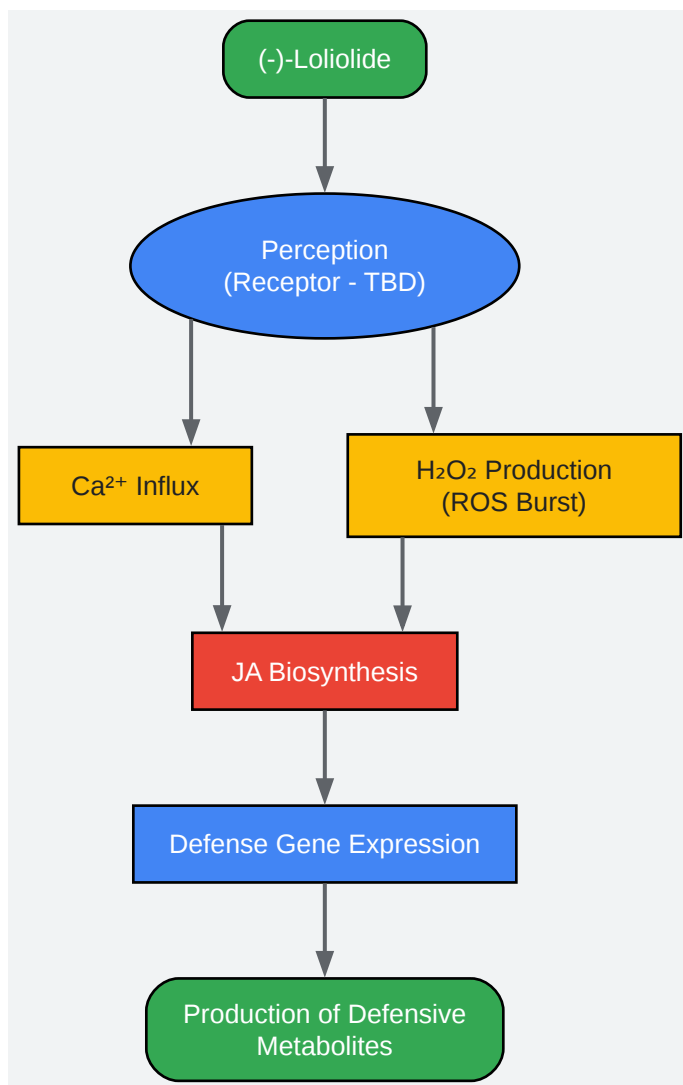 (-)-Loliolide
Perception
(Receptor - TBD)
Ca²⁺ Influx
H₂O₂ Production
(ROS Burst)
JA Biosynthesis
Defense Gene Expression
Production of Defensive
Metabolites